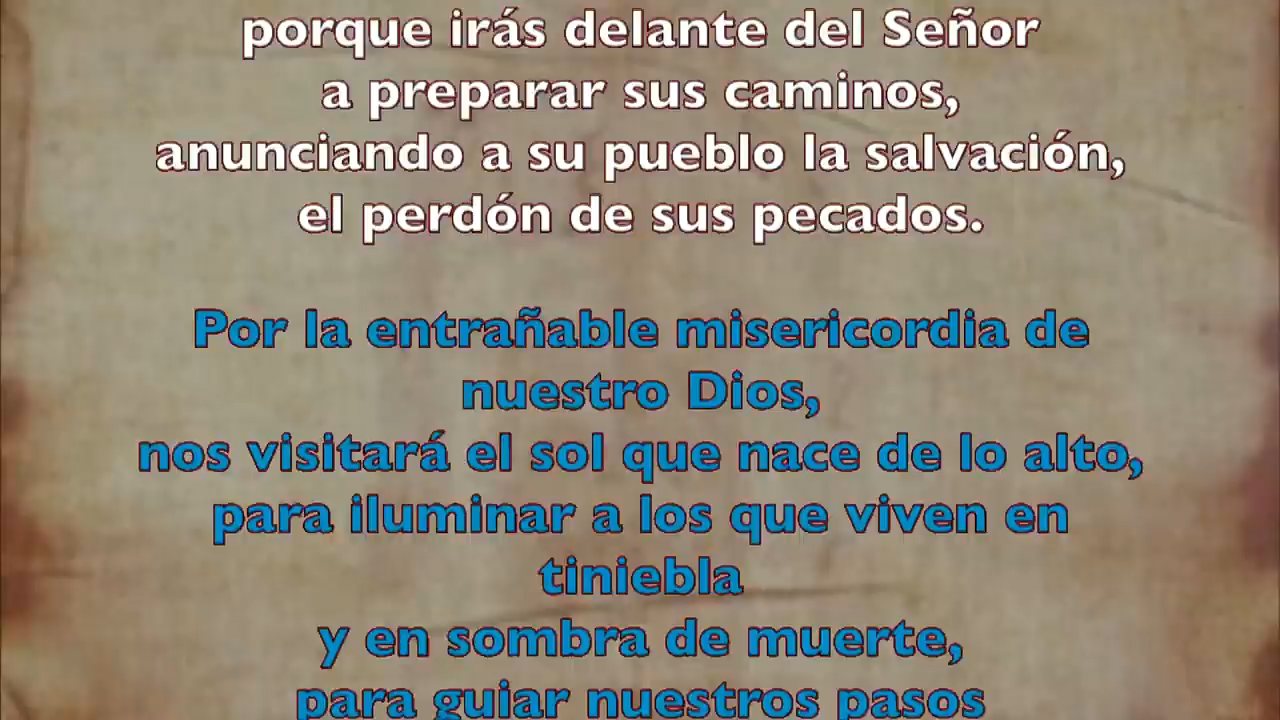 porque irás delante del Señor
a preparar sus caminos,
anunciando a su pueblo la salvación,
el perdón de sus pecados.
Por la entrañable misericordia de
nuestro Dios,
nos visitará el sol que nace de lo alto,
para iluminar a los que viven en
tiniebla
y en sombra de muerte,
para guiar nuestros pasos